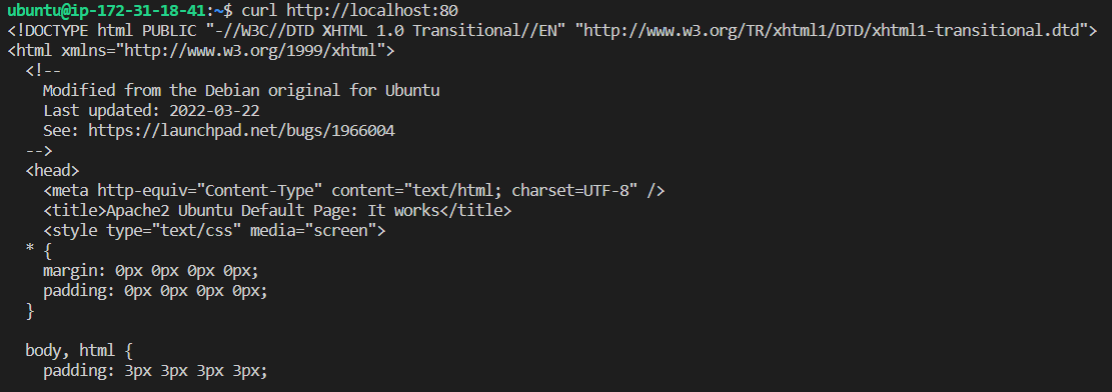 ubuntu@ip-172-31-18-41:~$ curl http://localhost:80
<!DOCTYPE html PUBLIC "-//W3C//DTD XHTML 1.0 Transitional//EN" "http://www.w3.org/TR/xhtml1/DTD/xhtml1-transitional.dtd">
<html xmlns="http://www.w3.org/1999/xhtml">
  <!--
    Modified from the Debian original for Ubuntu
    Last updated: 2022-03-22
    See: https://launchpad.net/bugs/1966004
  -->
  <head>
    <meta http-equiv="Content-Type" content="text/html; charset=UTF-8" />
    <title>Apache2 Ubuntu Default Page: It works</title>
    <style type="text/css" media="screen">
  * {
    margin: 0px 0px 0px 0px;
    padding: 0px 0px 0px 0px;
  }

  body, html {
    padding: 3px 3px 3px 3px;